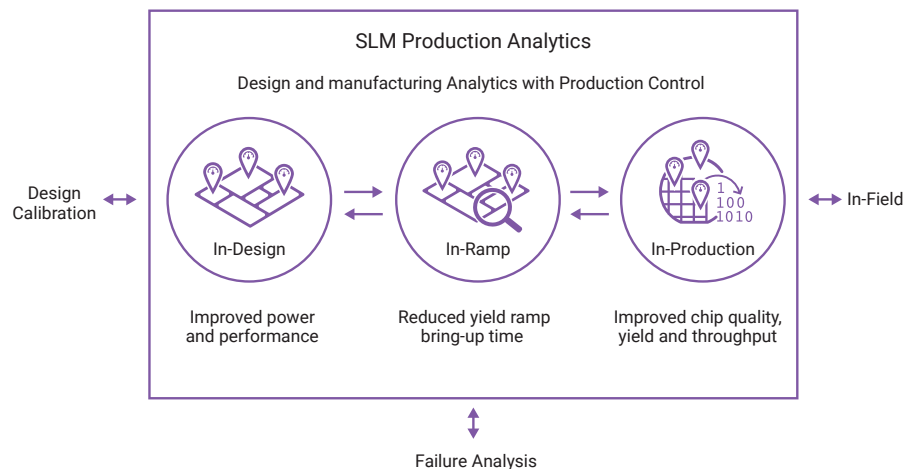 SLM Production Analytics
Design and manufacturing Analytics with Production Control
Design
Calibration
In-Design
In-Ramp
1
100
1010
In-Production
In-Field
Improved power
and performance
Reduced yield ramp
bring-up time
Improved chip quality,
yield and throughput
Failure Analysis